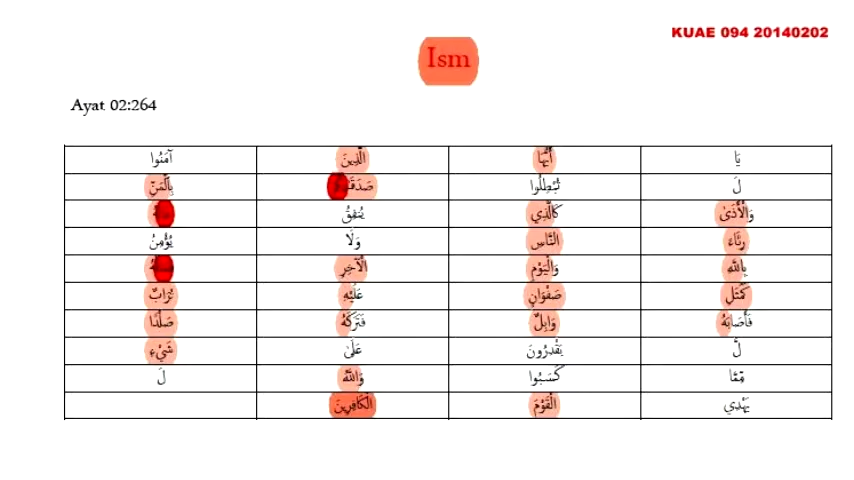 KUAE 094 20140202
Ism
Ayat 02:264
يَا أَيُّهَا الَّذِينَ آمَنُوا
لَ تُبْطِلُوا بِالْمَنِّ
وَالْأَذَىٰ كَالَّذِي يُنفِقُ
رِئَاءَ النَّاسِ وَلَا يُؤْمِنُ
بِاللَّهِ وَالْيَوْمِ الْآخِرِ
كَمَثَلِ صَفْوَانٍ عَلَيْهِ تُرَابٌ
فَأَصَابَهُ وَابِلٌ فَتَرَكَهُ صَلْدًا
لَّ يَقْدِرُونَ عَلَىٰ شَيْءٍ
مِّمَّا كَسَبُوا وَاللَّهُ لَ
يَهْدِي الْقَوْمَ الْكَافِرِينَ